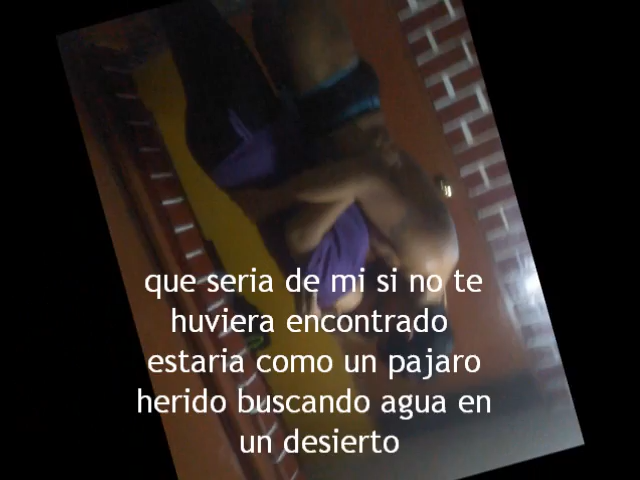 que seria de mi si no te
huviera encontrado
estaria como un pajaro
herido buscando agua en
un desierto